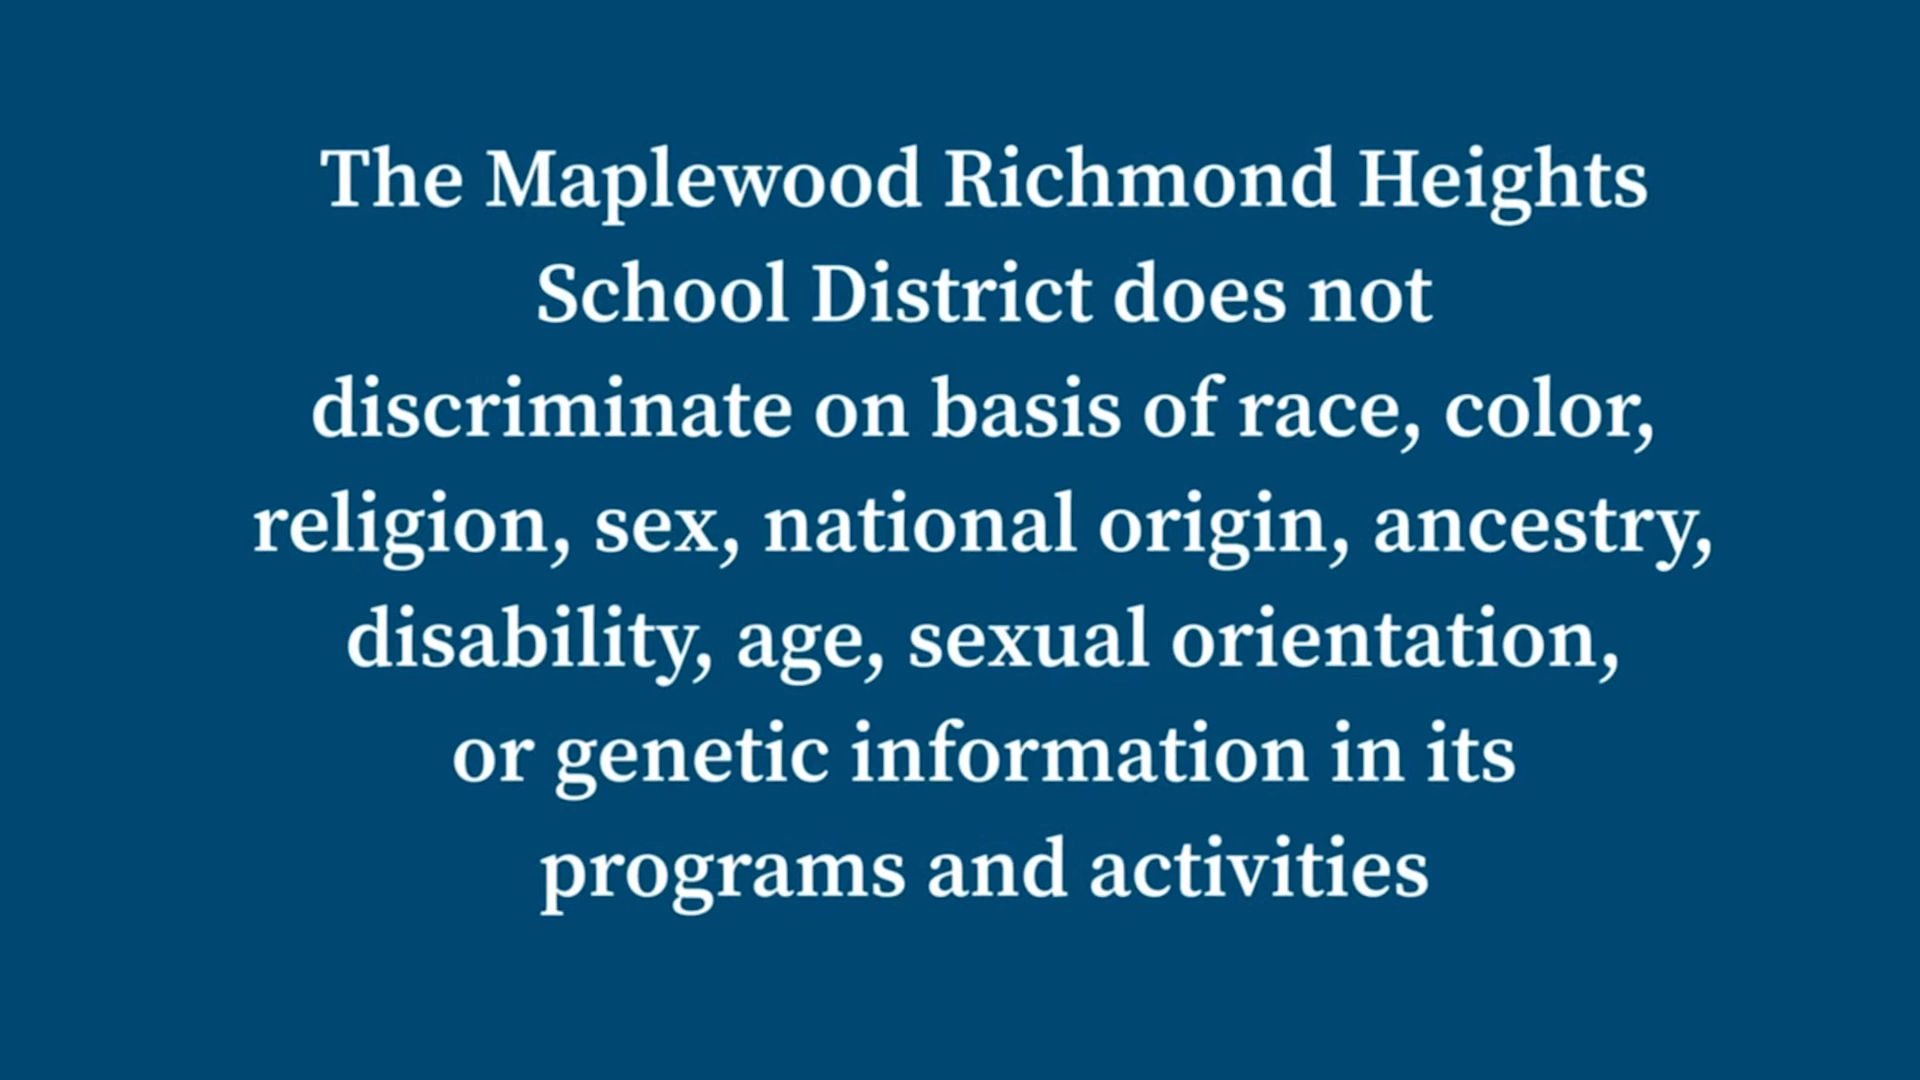 The Maplewood Richmond Heights
School District does not
discriminate on basis of race, color,
religion, sex, national origin, ancestry,
disability, age, sexual orientation,
or genetic information in its
programs and activities